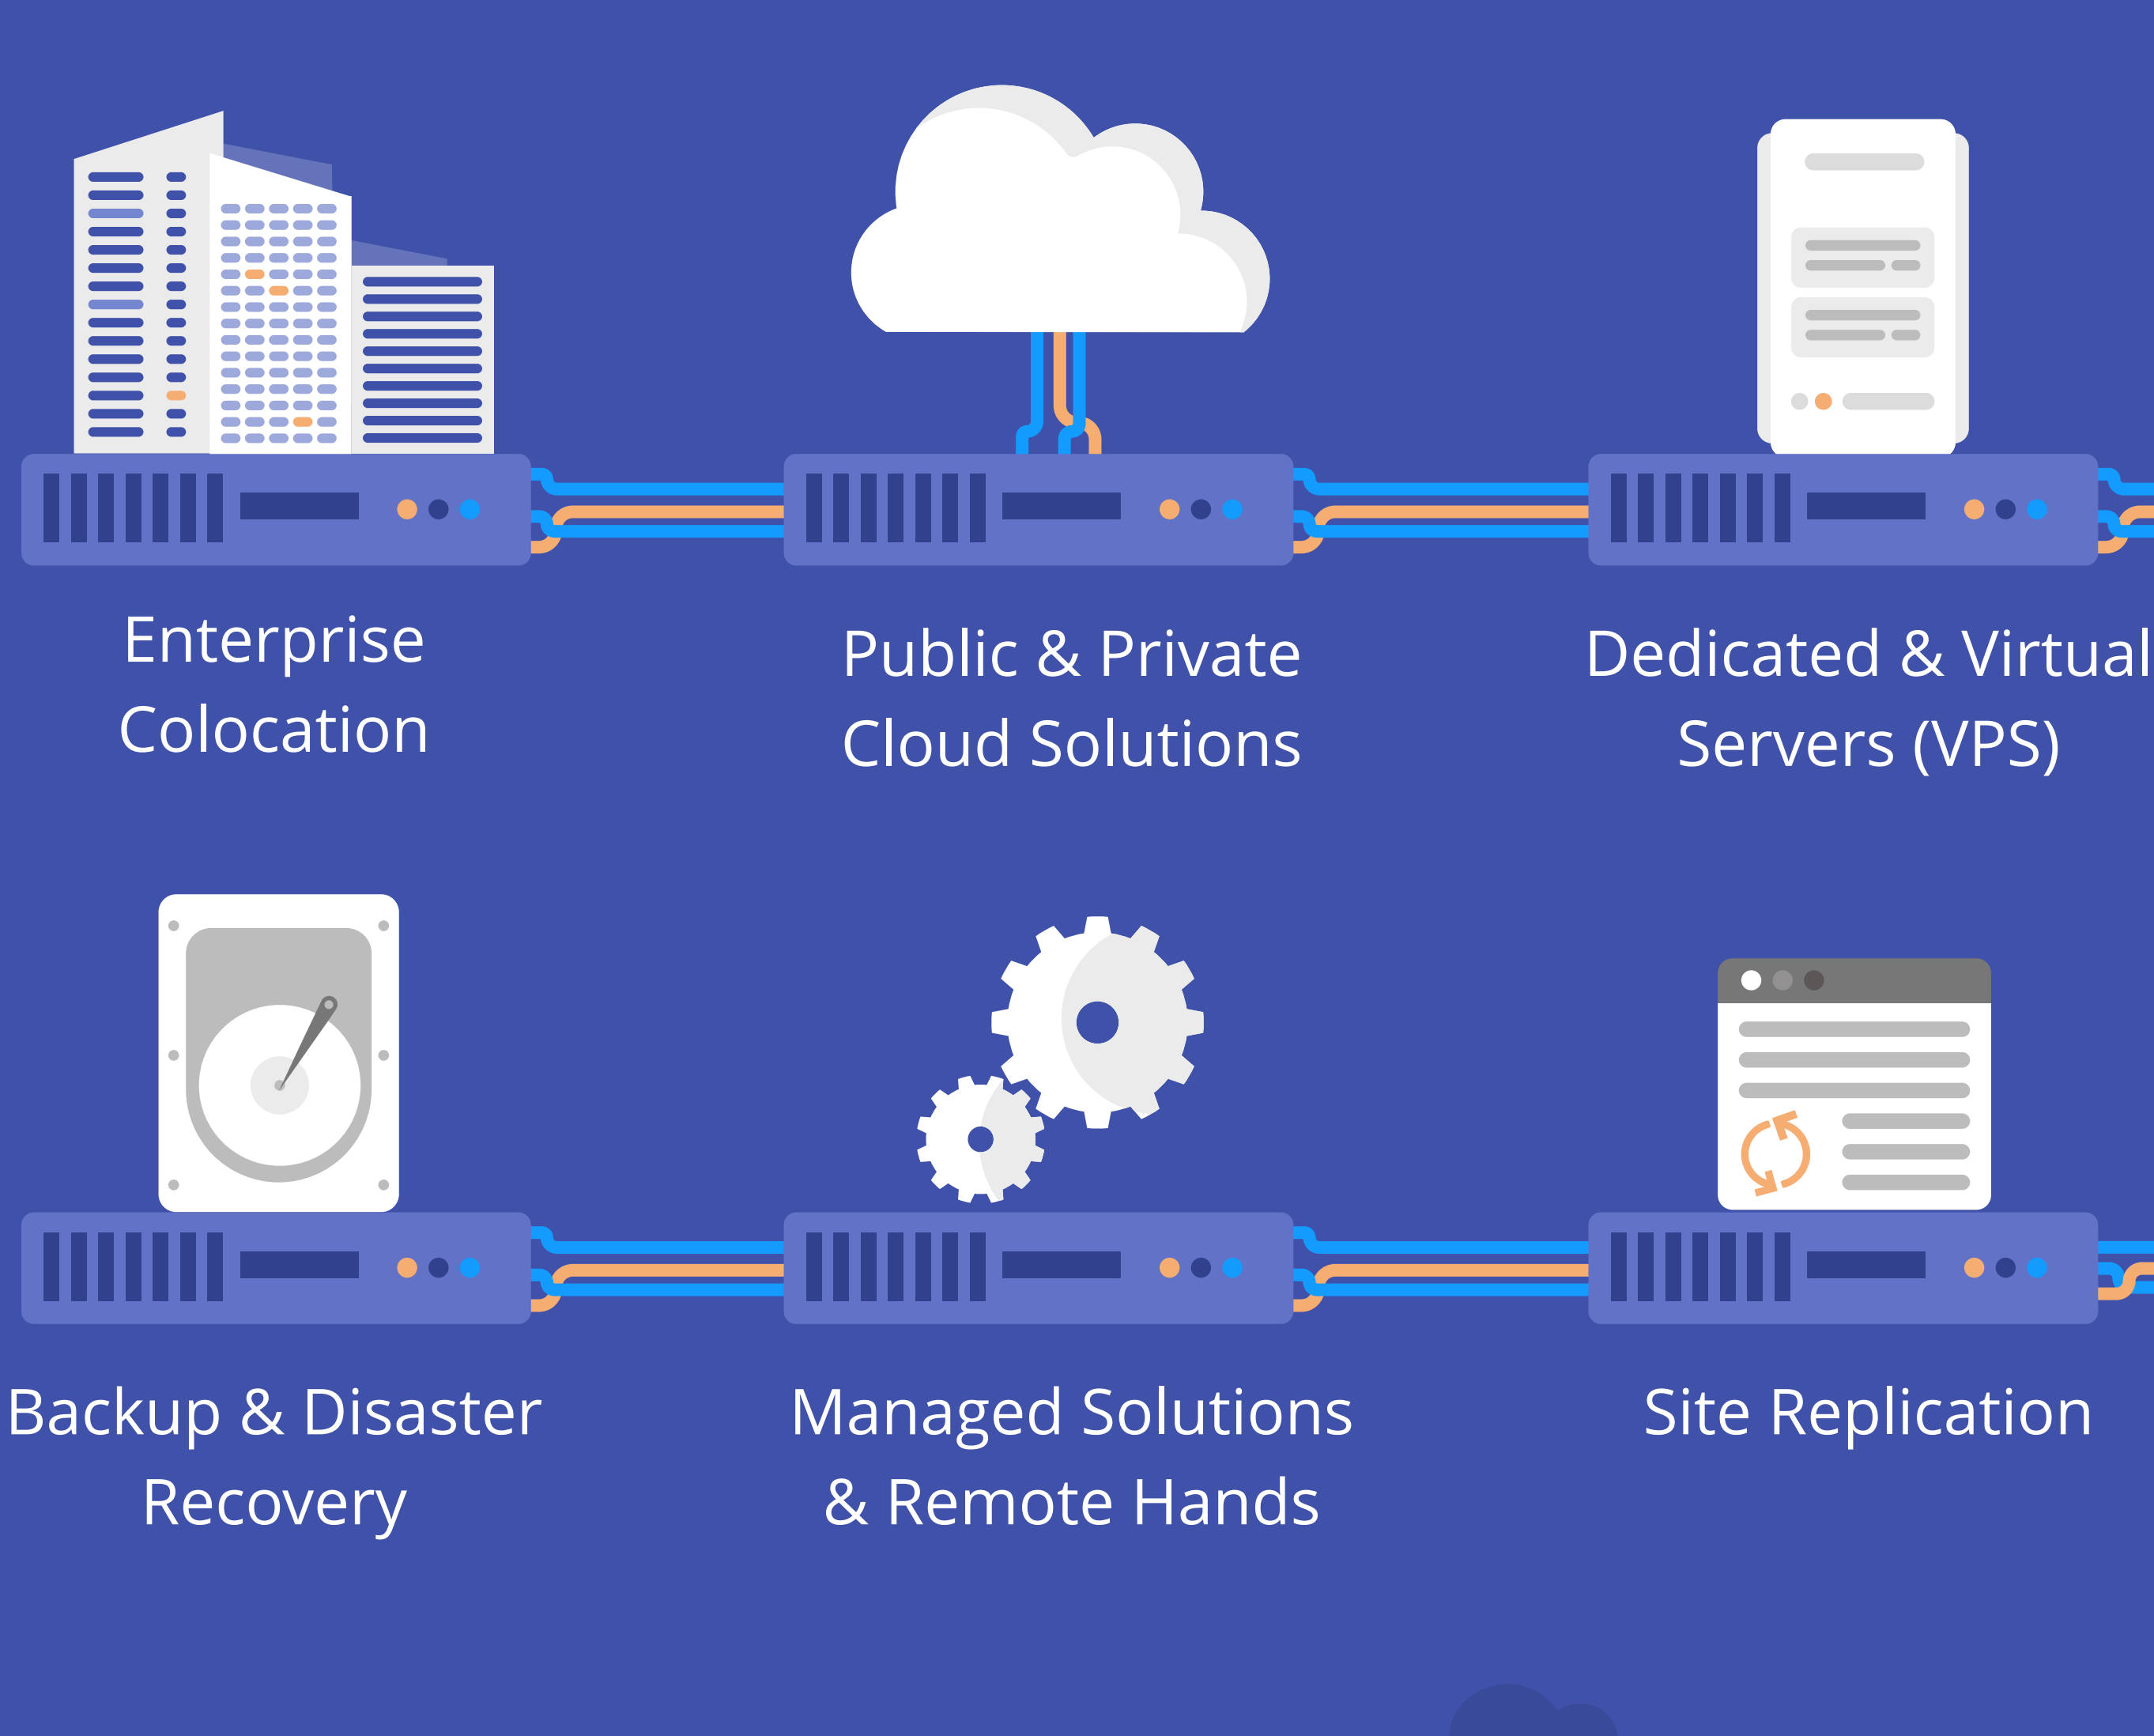 Enterprise
Colocation
Public & Private
Cloud Solutions
Dedicated & Virtual
Servers (VPS)
Backup & Disaster
Recovery
Managed Solutions
& Remote Hands
Site Replication